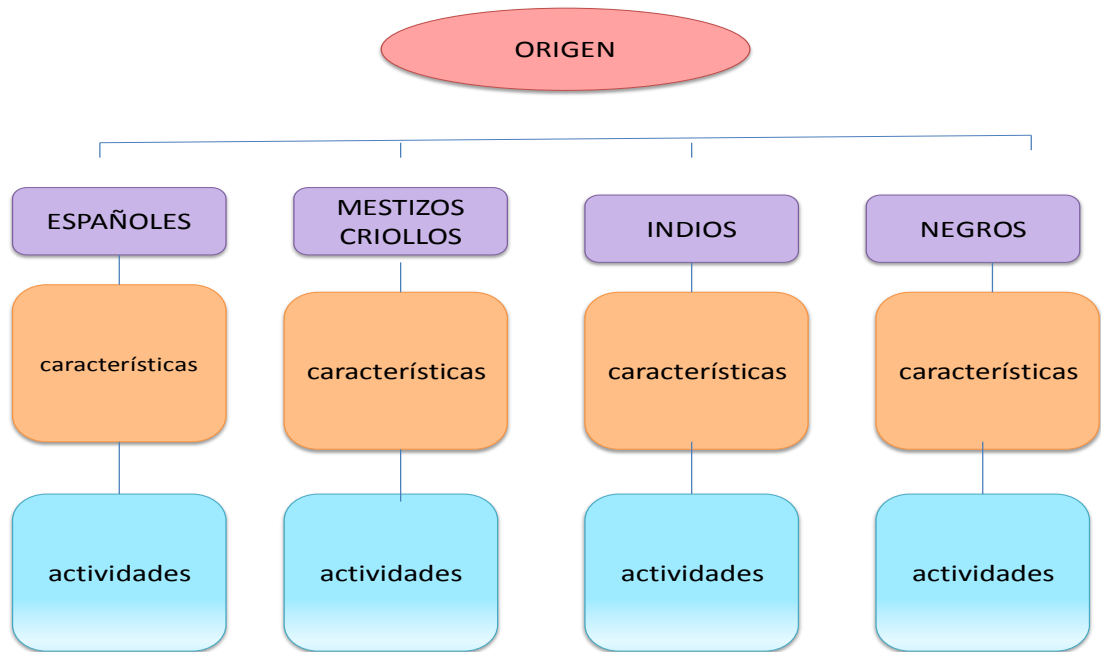 ORIGEN
ESPAÑOLES
MESTIZOS
CRIOLLOS
INDIOS
NEGROS
características
características
características
características
actividades
actividades
actividades
actividades